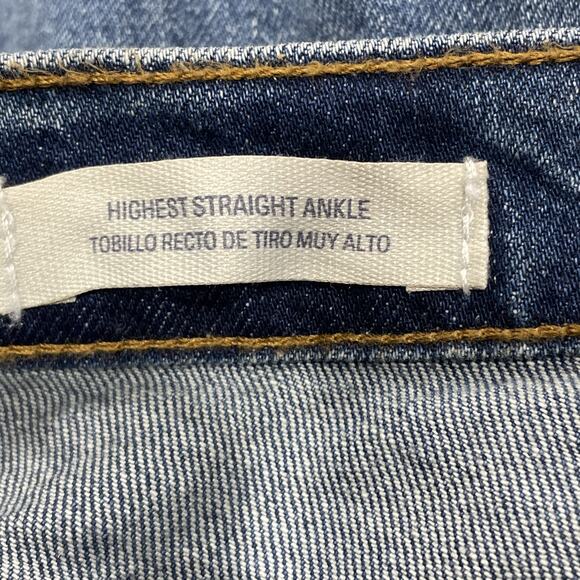 HIGHEST STRAIGHT ANKLE
TOBILLO RECTO DE TIRO MUY ALTO